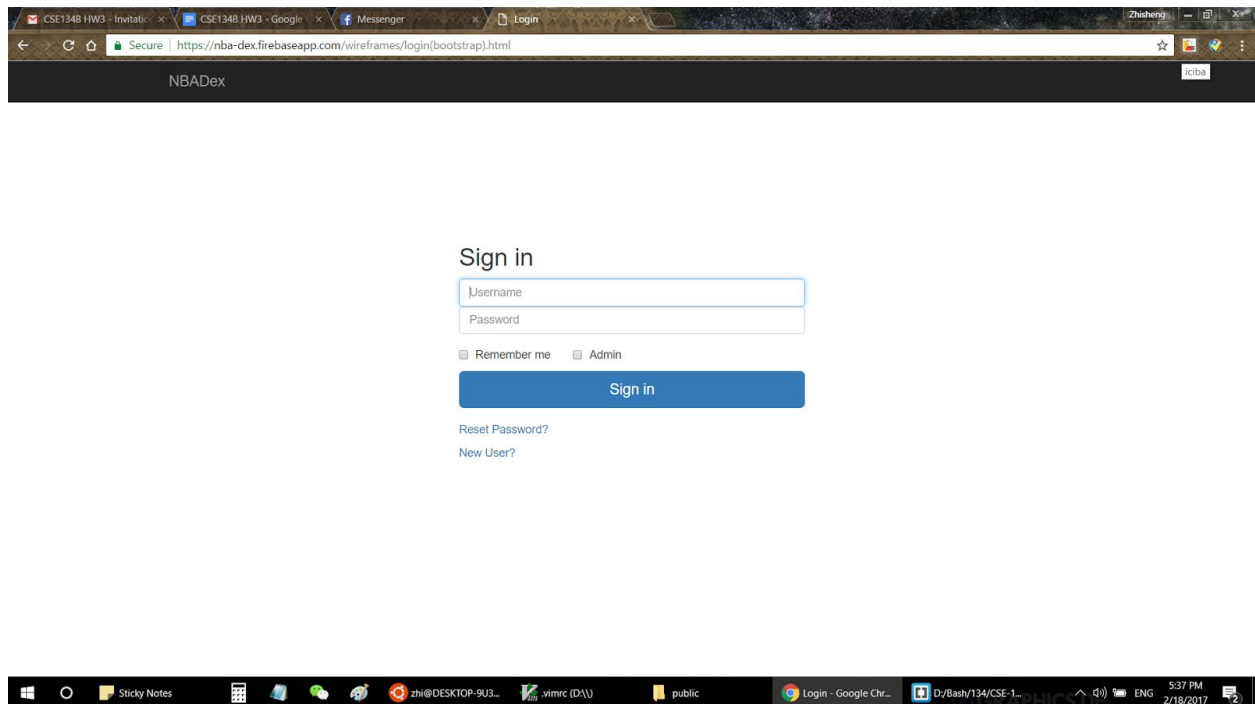 CSE134B HW3 - Invitatio
CSE134B HW3 - Google
Messenger
Login
Zhisheng
Secure | https://nba-dex.firebaseapp.com/wireframes/login(bootstrap).html
iciba
NBADex
Sign in
Username
Password
Remember me
Admin
Sign in
Reset Password?
New User?
Sticky Notes
zhi@DESKTOP-9U3...
.vimrc (D:\\)
public
Login - Google Chr...
D:/Bash/134/CSE-1...
ENG
5:37 PM
2/18/2017
2